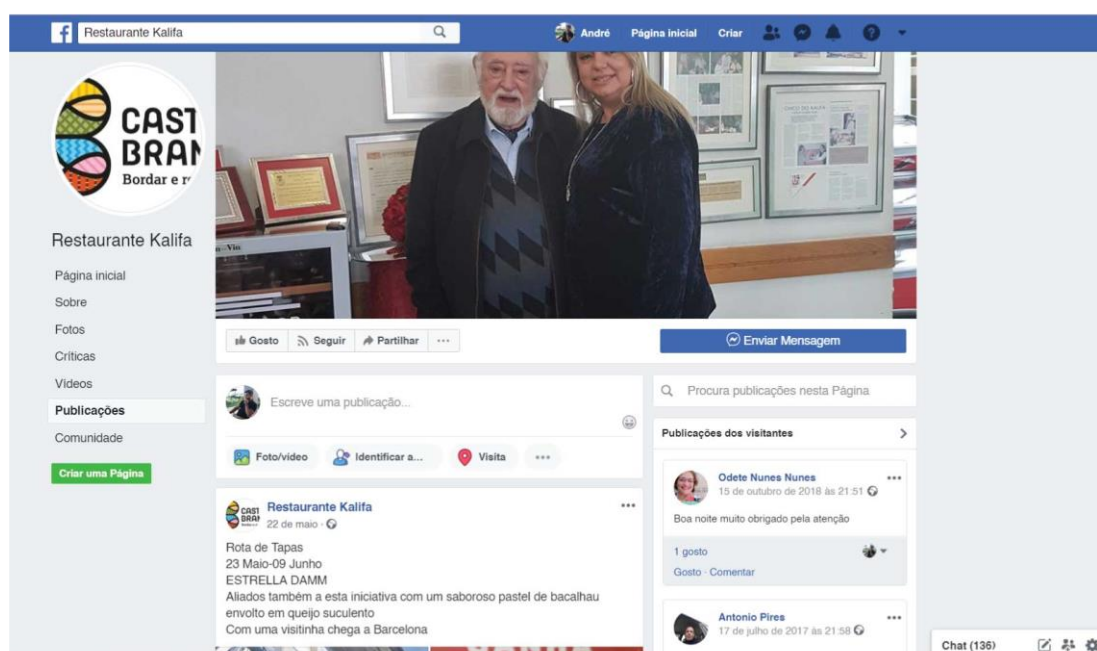 Restaurante Kalifa
André Página inicial Criar
CAST
BRAN
Bordar e r
Restaurante Kalifa
Página inicial
Sobre
Fotos
Críticas
Vídeos
Publicações
Comunidade
Criar uma Página
Gosto Seguir Partilhar ...
Enviar Mensagem
Escreve uma publicação...
Foto/vídeo Identificar a... Visita ...
CAST
BRAN
Restaurante Kalifa
22 de maio ·
Rota de Tapas
23 Maio-09 Junho
ESTRELLA DAMM
Aliados também a esta iniciativa com um saboroso pastel de bacalhau
envolto em queijo suculento
Com uma visitinha chega a Barcelona
Procura publicações nesta Página
Publicações dos visitantes
Odete Nunes Nunes
15 de outubro de 2018 às 21:51
Boa noite muito obrigado pela atenção
1 gosto
Gosto · Comentar
Antonio Pires
17 de julho de 2017 às 21:58
Chat (136)